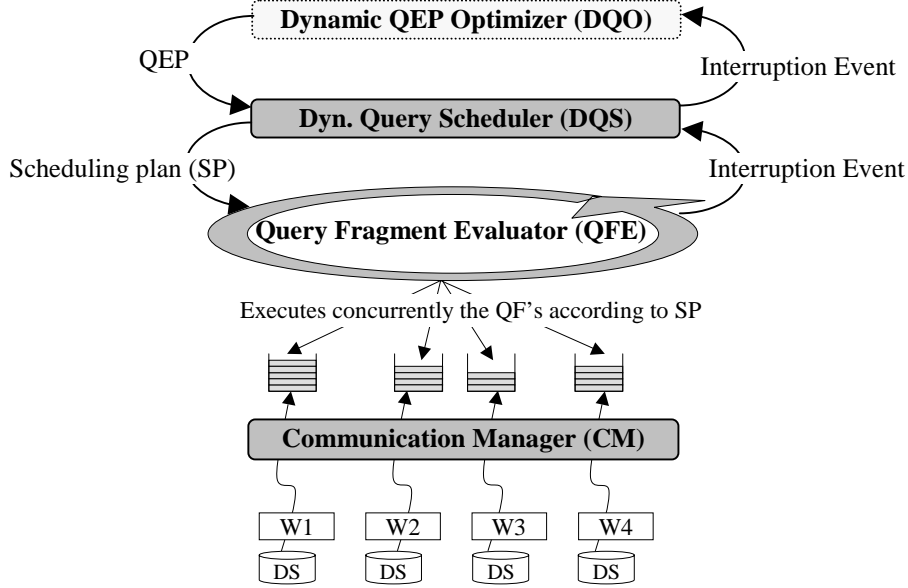 Dynamic QEP Optimizer (DQO)
QEP
Interruption Event
Dyn. Query Scheduler (DQS)
Scheduling plan (SP)
Interruption Event
Query Fragment Evaluator (QFE)
Executes concurrently the QF's according to SP
Communication Manager (CM)
W1 W2 W3 W4
DS DS DS DS